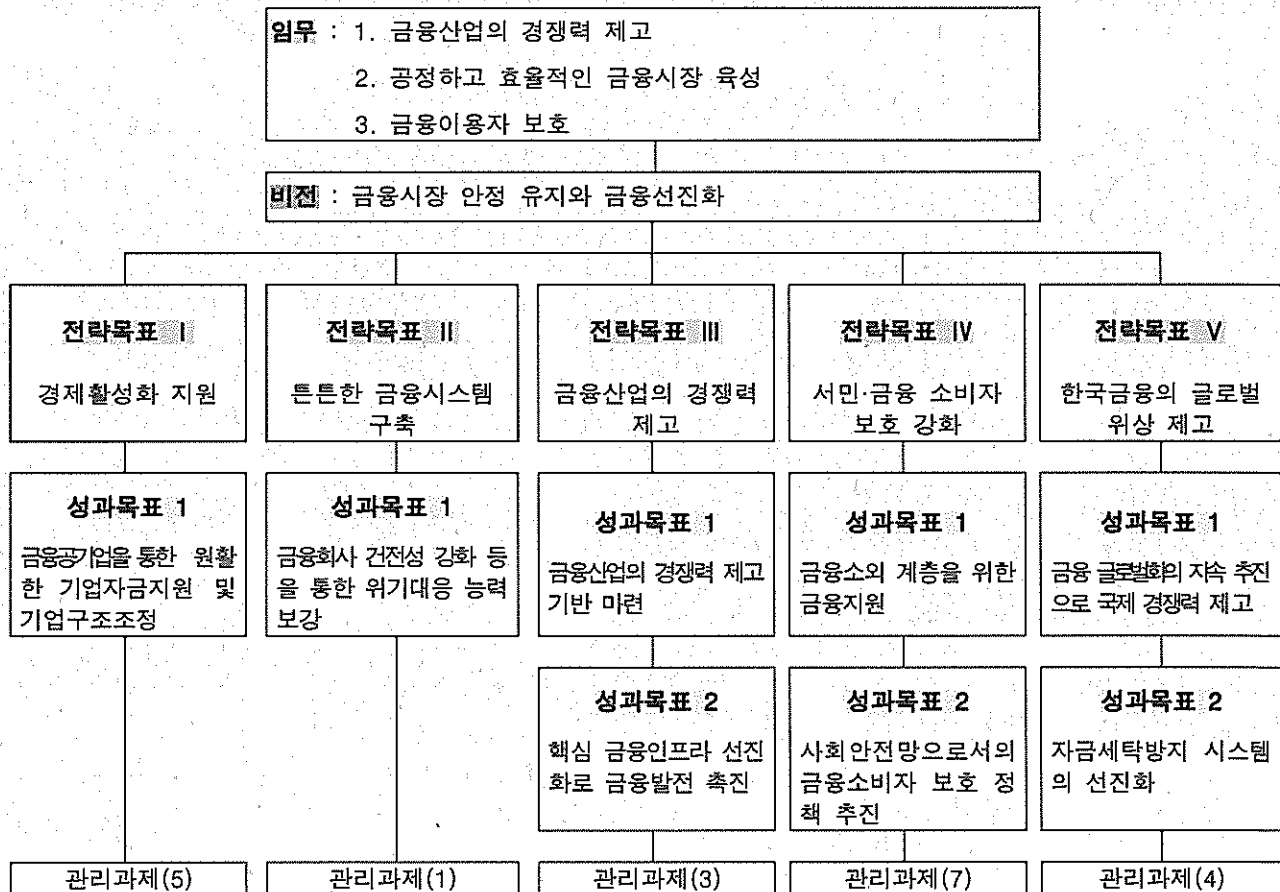 임무 : 1. 금융산업의 경쟁력 제고
2. 공정하고 효율적인 금융시장 육성
3. 금융이용자 보호
비전 : 금융시장 안정 유지와 금융선진화
전략목표 Ⅰ
경제활성화 지원
전략목표 Ⅱ
튼튼한 금융시스템
구축
전략목표 Ⅲ
금융산업의 경쟁력
제고
전략목표 Ⅳ
서민·금융 소비자
보호 강화
전략목표 Ⅴ
한국금융의 글로벌
위상 제고
성과목표 1
금융공기업을 통한 원활
한 기업자금지원 및
기업구조조정
성과목표 1
금융회사 건전성 강화 등
을 통한 위기대응 능력
보강
성과목표 1
금융산업의 경쟁력 제고
기반 마련
성과목표 1
금융소외 계층을 위한
금융지원
성과목표 1
금융 글로벌화의 지속 추진
으로 국제 경쟁력 제고
성과목표 2
핵심 금융인프라 선진
화로 금융발전 촉진
성과목표 2
사회안전망으로서의
금융소비자 보호 정
책 추진
성과목표 2
자금세탁방지 시스템
의 선진화
관리과제(5)
관리과제(1)
관리과제(3)
관리과제(7)
관리과제(4)